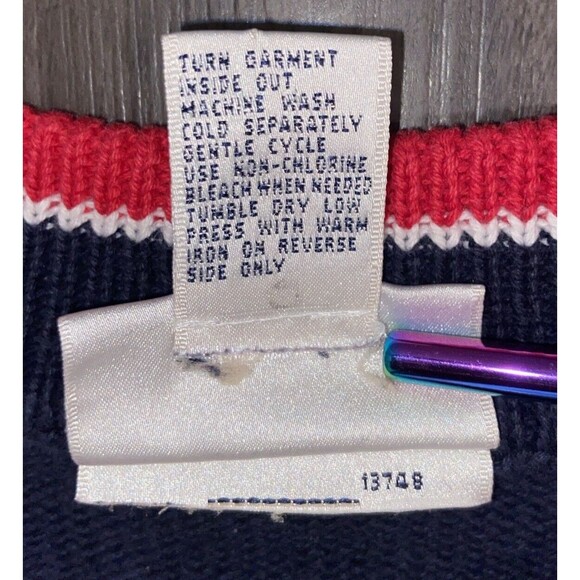 TURN GARMENT
INSIDE OUT
MACHINE WASH
COLD SEPARATELY
GENTLE CYCLE
USE NON-CHLORINE
BLEACH WHEN NEEDED
TUMBLE DRY LOW
PRESS WITH WARM
IRON ON REVERSE
SIDE ONLY
13748